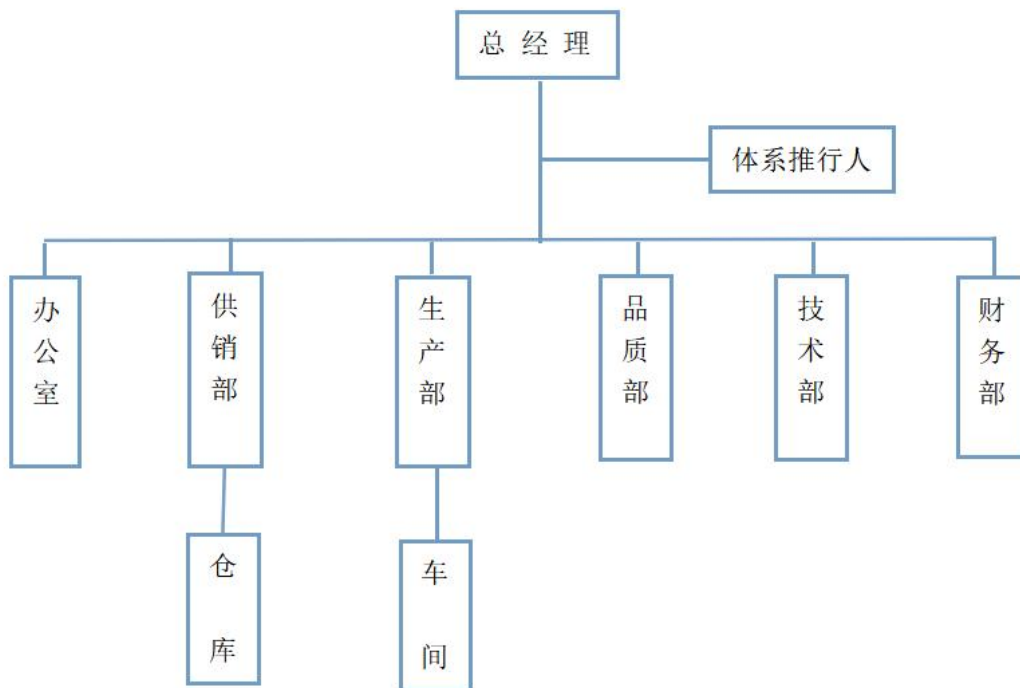 总 经 理
体系推行人
办公室
供销部
生产部
品质部
技术部
财务部
仓库
车间